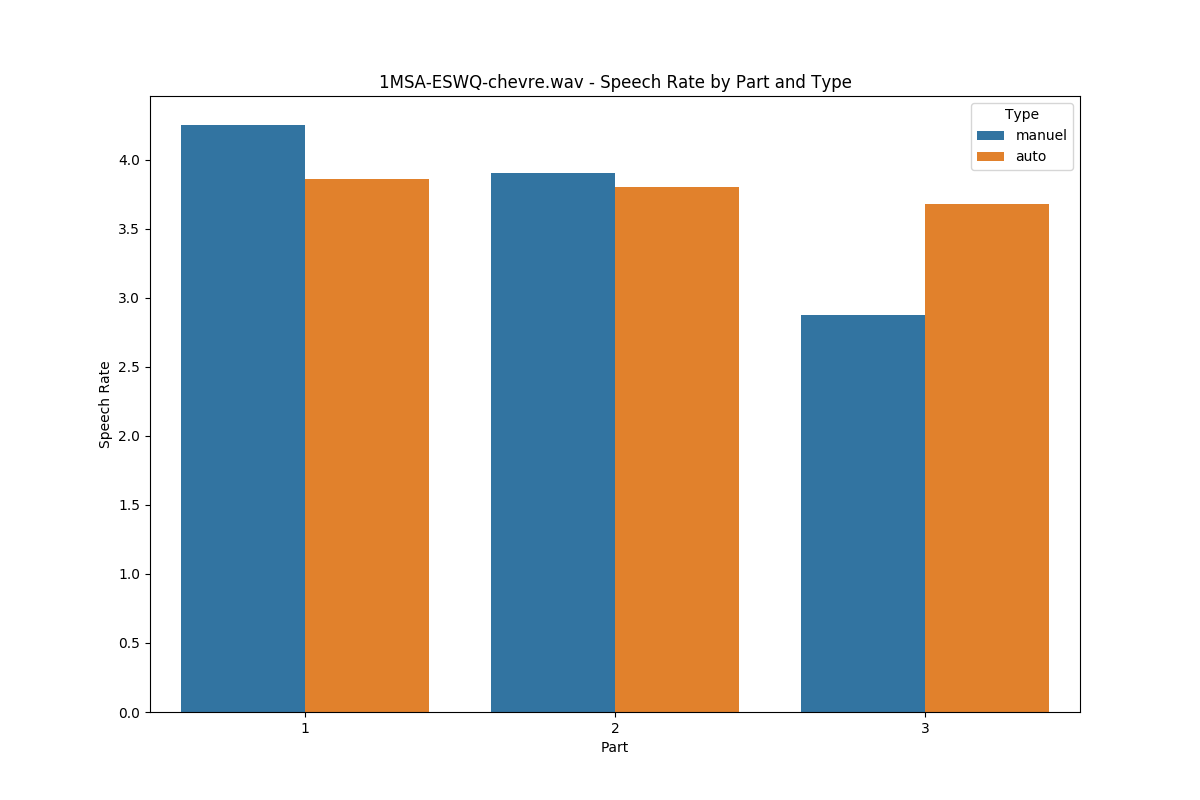 1MSA-ESWQ-chevre.wav - Speech Rate by Part and Type
Type
manuel
auto
4.0
3.5
3.0
2.5
2.0
1.5
1.0
0.5
0.0
Speech Rate
1 2 3
Part